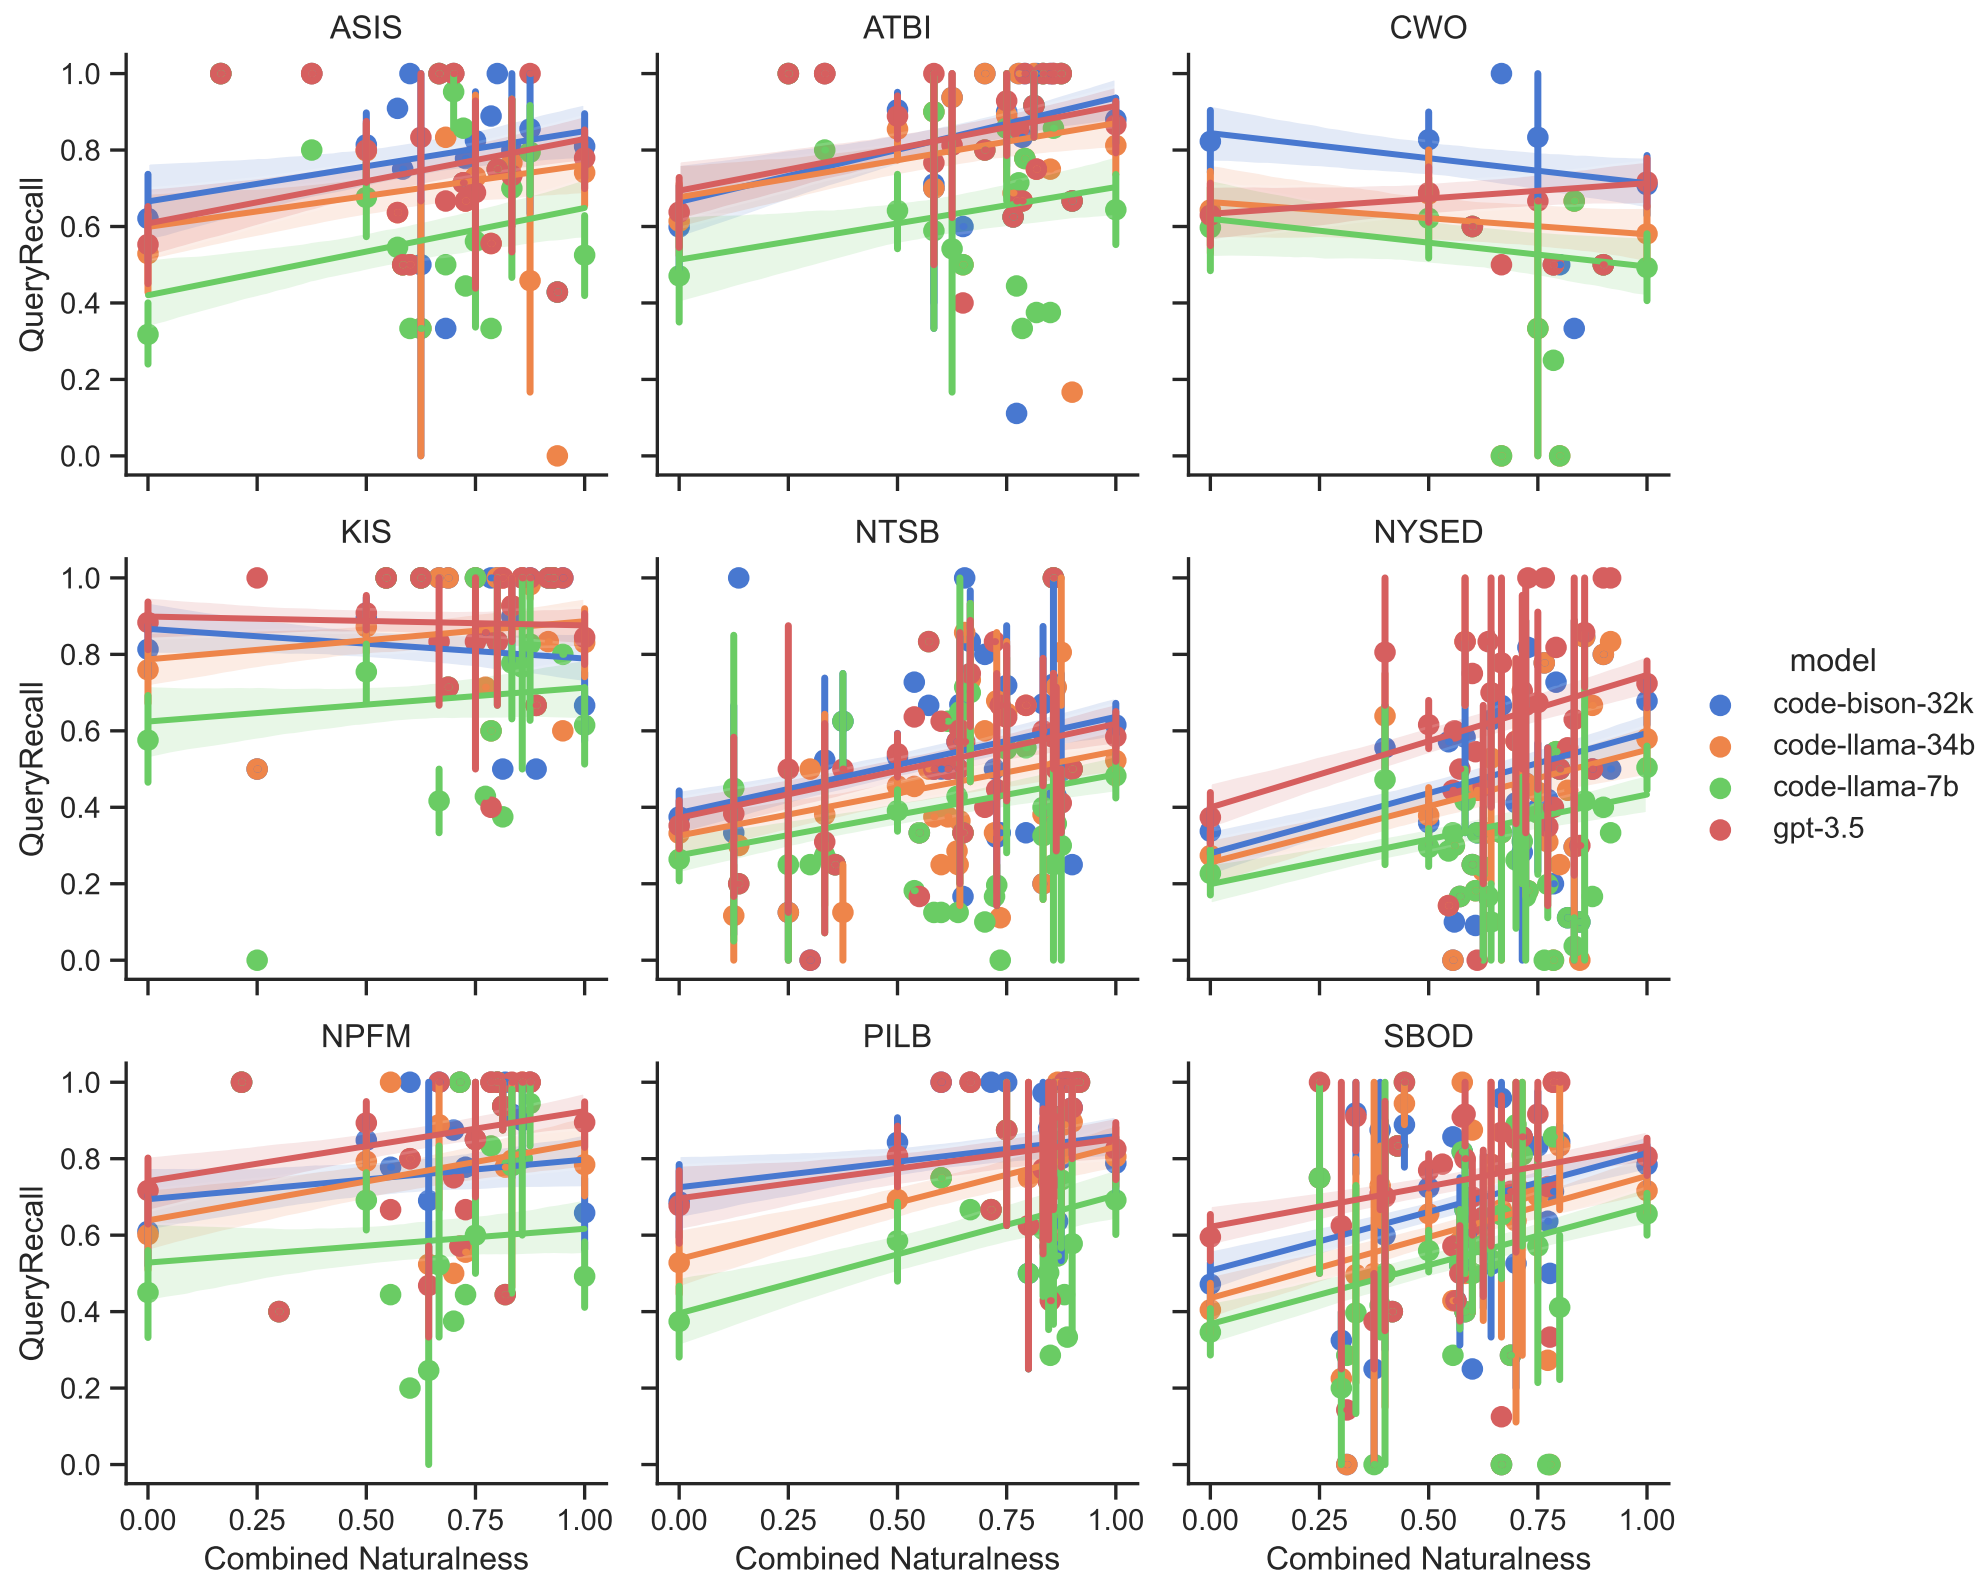 ASIS
ATBI
CWO
QueryRecall
1.0
0.8
0.6
0.4
0.2
0.0
KIS
NTSB
NYSED
QueryRecall
1.0
0.8
0.6
0.4
0.2
0.0
model
code-bison-32k
code-llama-34b
code-llama-7b
gpt-3.5
NPFM
PILB
SBOD
QueryRecall
1.0
0.8
0.6
0.4
0.2
0.0
0.00 0.25 0.50 0.75 1.00
0.00 0.25 0.50 0.75 1.00
0.00 0.25 0.50 0.75 1.00
Combined Naturalness
Combined Naturalness
Combined Naturalness